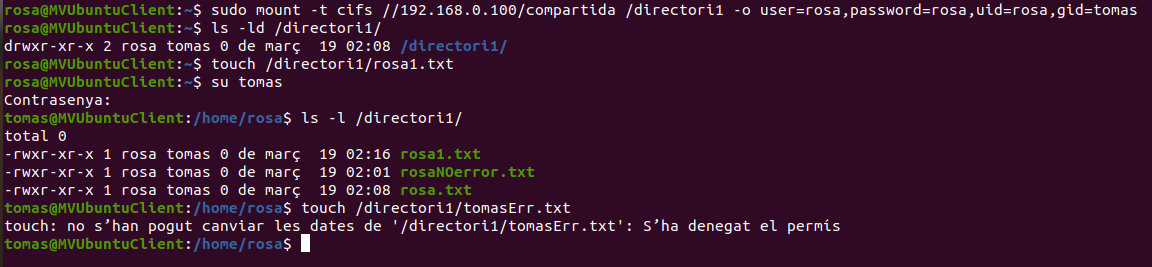 rosa@MVUbuntuClient:~$ sudo mount -t cifs //192.168.0.100/compartida /directori1 -o user=rosa,password=rosa,uid=rosa,gid=tomas
rosa@MVUbuntuClient:~$ ls -ld /directori1/
drwxr-xr-x 2 rosa tomas 0 de març  19 02:08 /directori1/
rosa@MVUbuntuClient:~$ touch /directori1/rosa1.txt
rosa@MVUbuntuClient:~$ su tomas
Contrasenya:
tomas@MVUbuntuClient:/home/rosa$ ls -l /directori1/
total 0
-rwxr-xr-x 1 rosa tomas 0 de març  19 02:16 rosa1.txt
-rwxr-xr-x 1 rosa tomas 0 de març  19 02:01 rosaNOerror.txt
-rwxr-xr-x 1 rosa tomas 0 de març  19 02:08 rosa.txt
tomas@MVUbuntuClient:/home/rosa$ touch /directori1/tomasErr.txt
touch: no s’han pogut canviar les dates de '/directori1/tomasErr.txt': S’ha denegat el permís
tomas@MVUbuntuClient:/home/rosa$